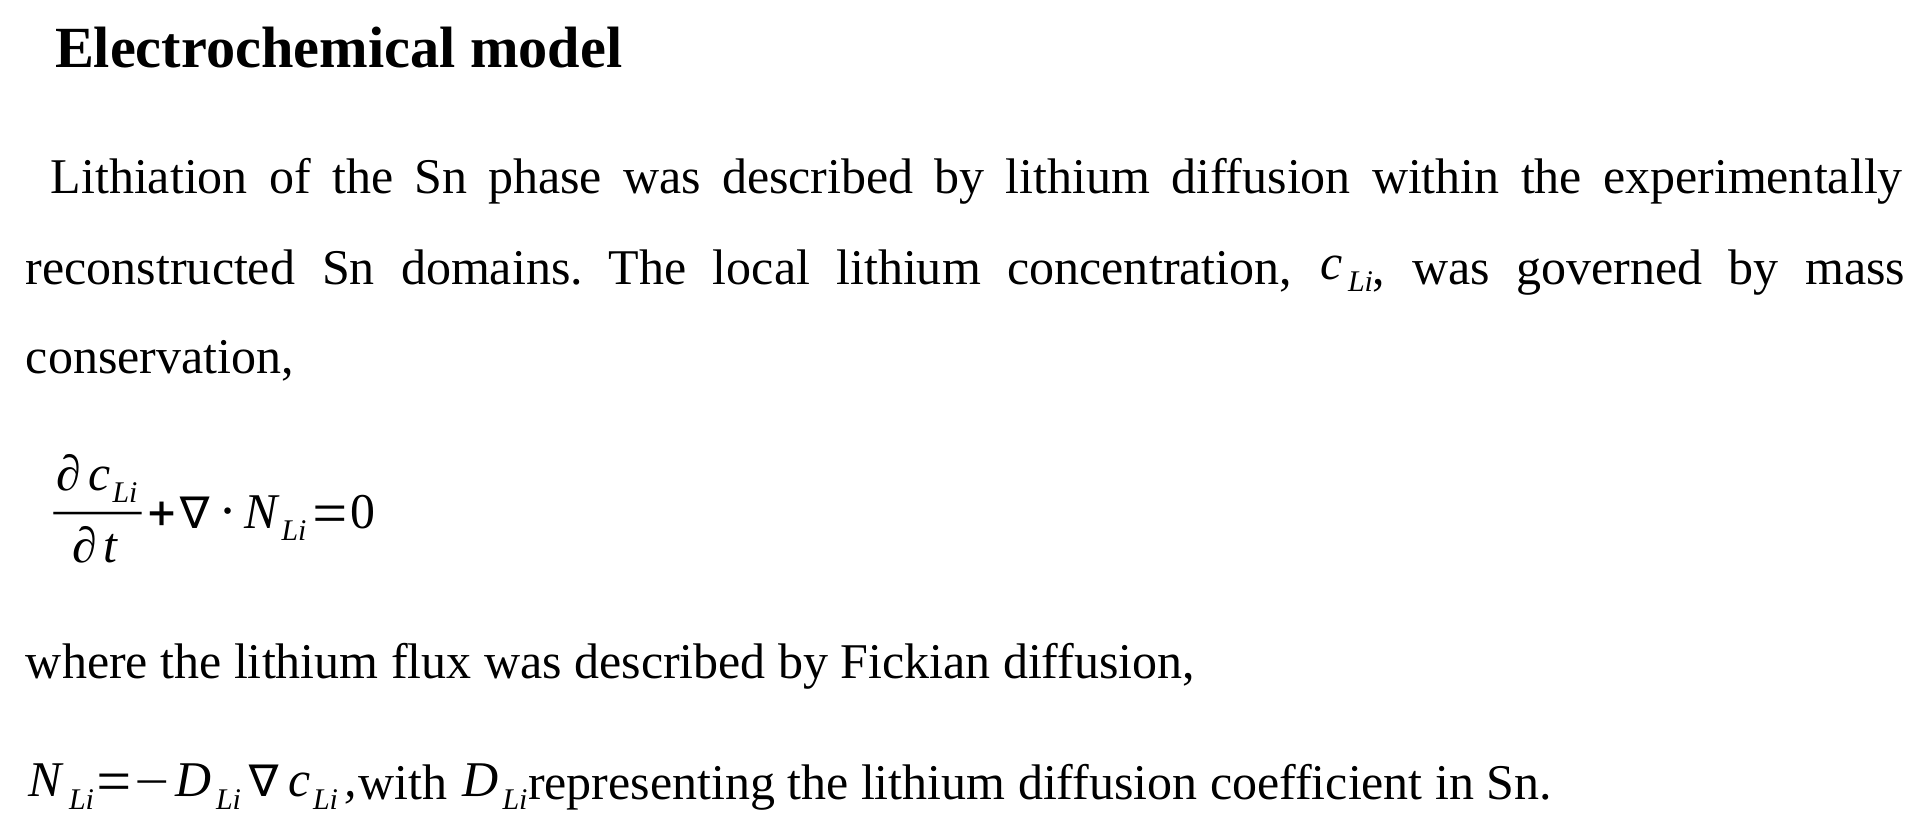 Electrochemical model
Lithiation of the Sn phase was described by lithium diffusion within the experimentally
reconstructed Sn domains. The local lithium concentration, c_Li, was governed by mass
conservation,
∂c_Li/∂t+∇·N_Li=0
where the lithium flux was described by Fickian diffusion,
N_Li=−D_Li∇c_Li,with D_Li representing the lithium diffusion coefficient in Sn.